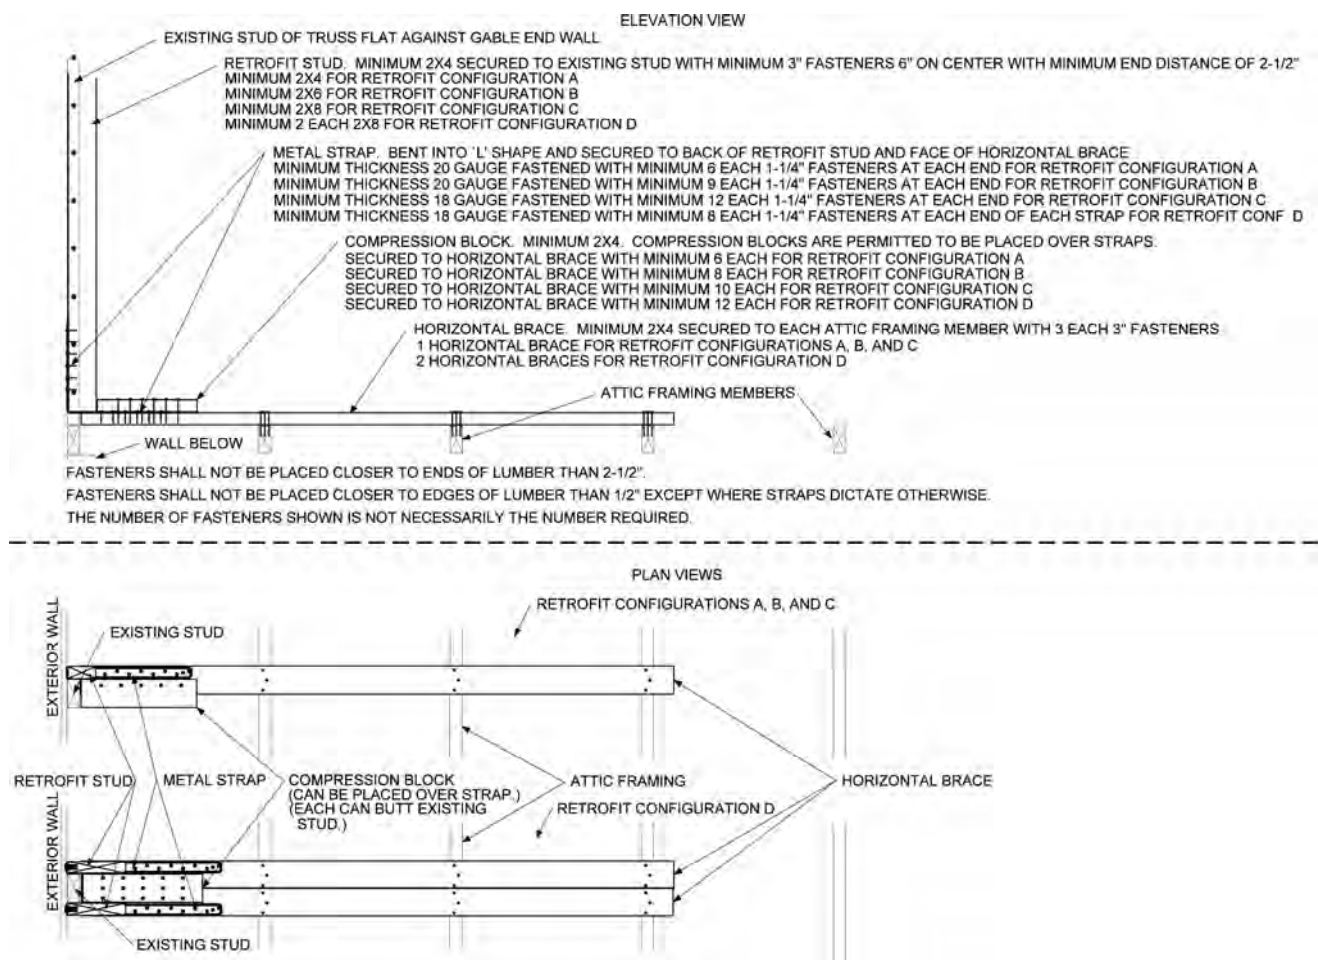 ELEVATION VIEW
EXISTING STUD OF TRUSS FLAT AGAINST GABLE END WALL
RETROFIT STUD. MINIMUM 2X4 SECURED TO EXISTING STUD WITH MINIMUM 3" FASTENERS 6" ON CENTER WITH MINIMUM END DISTANCE OF 2-1/2"
MINIMUM 2X4 FOR RETROFIT CONFIGURATION A
MINIMUM 2X6 FOR RETROFIT CONFIGURATION B
MINIMUM 2X8 FOR RETROFIT CONFIGURATION C
MINIMUM 2 EACH 2X8 FOR RETROFIT CONFIGURATION D
METAL STRAP. BENT INTO `L' SHAPE AND SECURED TO BACK OF RETROFIT STUD AND FACE OF HORIZONTAL BRACE
MINIMUM THICKNESS 20 GAUGE FASTENED WITH MINIMUM 6 EACH 1-1/4" FASTENERS AT EACH END FOR RETROFIT CONFIGURATION A
MINIMUM THICKNESS 20 GAUGE FASTENED WITH MINIMUM 9 EACH 1-1/4" FASTENERS AT EACH END FOR RETROFIT CONFIGURATION B
MINIMUM THICKNESS 18 GAUGE FASTENED WITH MINIMUM 12 EACH 1-1/4" FASTENERS AT EACH END FOR RETROFIT CONFIGURATION C
MINIMUM THICKNESS 18 GAUGE FASTENED WITH MINIMUM 8 EACH 1-1/4" FASTENERS AT EACH END OF EACH STRAP FOR RETROFIT CONF D
COMPRESSION BLOCK. MINIMUM 2X4. COMPRESSION BLOCKS ARE PERMITTED TO BE PLACED OVER STRAPS.
SECURED TO HORIZONTAL BRACE WITH MINIMUM 6 EACH FOR RETROFIT CONFIGURATION A
SECURED TO HORIZONTAL BRACE WITH MINIMUM 8 EACH FOR RETROFIT CONFIGURATION B
SECURED TO HORIZONTAL BRACE WITH MINIMUM 10 EACH FOR RETROFIT CONFIGURATION C
SECURED TO HORIZONTAL BRACE WITH MINIMUM 12 EACH FOR RETROFIT CONFIGURATION D
HORIZONTAL BRACE. MINIMUM 2X4 SECURED TO EACH ATTIC FRAMING MEMBER WITH 3 EACH 3" FASTENERS
1 HORIZONTAL BRACE FOR RETROFIT CONFIGURATIONS A, B, AND C
2 HORIZONTAL BRACES FOR RETROFIT CONFIGURATION D
ATTIC FRAMING MEMBERS
WALL BELOW
FASTENERS SHALL NOT BE PLACED CLOSER TO ENDS OF LUMBER THAN 2-1/2".
FASTENERS SHALL NOT BE PLACED CLOSER TO EDGES OF LUMBER THAN 1/2" EXCEPT WHERE STRAPS DICTATE OTHERWISE.
THE NUMBER OF FASTENERS SHOWN IS NOT NECESSARILY THE NUMBER REQUIRED.
PLAN VIEWS
RETROFIT CONFIGURATIONS A, B, AND C
EXTERIOR WALL
EXISTING STUD
RETROFIT STUD
METAL STRAP
COMPRESSION BLOCK
(CAN BE PLACED OVER STRAP.)
(EACH CAN BUTT EXISTING
STUD.)
ATTIC FRAMING
HORIZONTAL BRACE
RETROFIT CONFIGURATION D
EXTERIOR WALL
EXISTING STUD